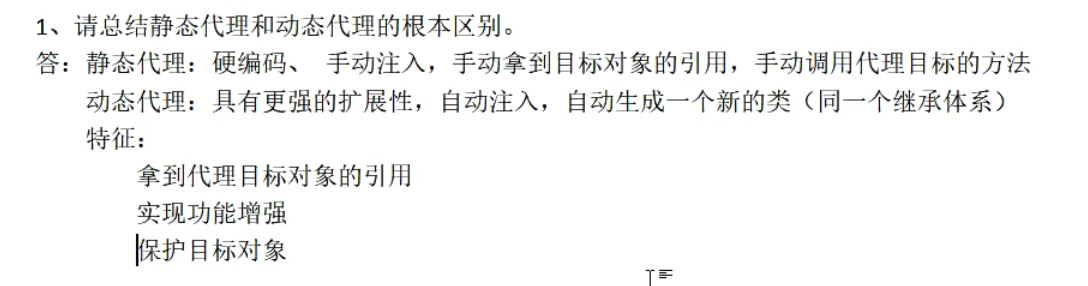 1、请总结静态代理和动态代理的根本区别。
答：静态代理：硬编码、 手动注入，手动拿到目标对象的引用，手动调用代理目标的方法
动态代理：具有更强的扩展性，自动注入，自动生成一个新的类（同一个继承体系）
特征：
拿到代理目标对象的引用
实现功能增强
保护目标对象